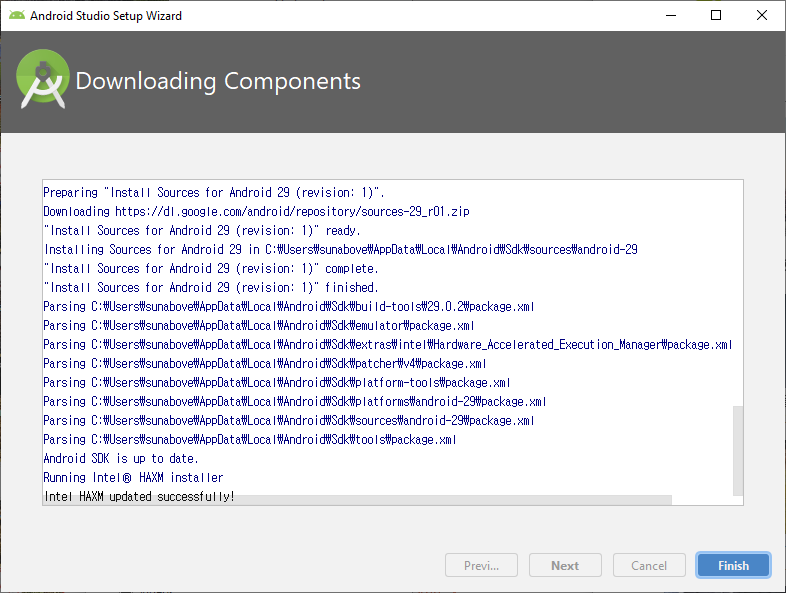 Android Studio Setup Wizard
Downloading Components
Preparing "Install Sources for Android 29 (revision: 1)".
Downloading https://dl.google.com/android/repository/sources-29_r01.zip
"Install Sources for Android 29 (revision: 1)" ready.
Installing Sources for Android 29 in C:₩Users₩sunabove₩AppData₩Local₩Android₩Sdk₩sources₩android-29
"Install Sources for Android 29 (revision: 1)" complete.
"Install Sources for Android 29 (revision: 1)" finished.
Parsing C:₩Users₩sunabove₩AppData₩Local₩Android₩Sdk₩build-tools₩29.0.2₩package.xml
Parsing C:₩Users₩sunabove₩AppData₩Local₩Android₩Sdk₩emulator₩package.xml
Parsing C:₩Users₩sunabove₩AppData₩Local₩Android₩Sdk₩extras₩intel₩Hardware_Accelerated_Execution_Manager₩package.xml
Parsing C:₩Users₩sunabove₩AppData₩Local₩Android₩Sdk₩patcher₩v4₩package.xml
Parsing C:₩Users₩sunabove₩AppData₩Local₩Android₩Sdk₩platform-tools₩package.xml
Parsing C:₩Users₩sunabove₩AppData₩Local₩Android₩Sdk₩platforms₩android-29₩package.xml
Parsing C:₩Users₩sunabove₩AppData₩Local₩Android₩Sdk₩sources₩android-29₩package.xml
Parsing C:₩Users₩sunabove₩AppData₩Local₩Android₩Sdk₩tools₩package.xml
Android SDK is up to date.
Running Intel® HAXM installer
Intel HAXM updated successfully!
Previ... Next Cancel Finish